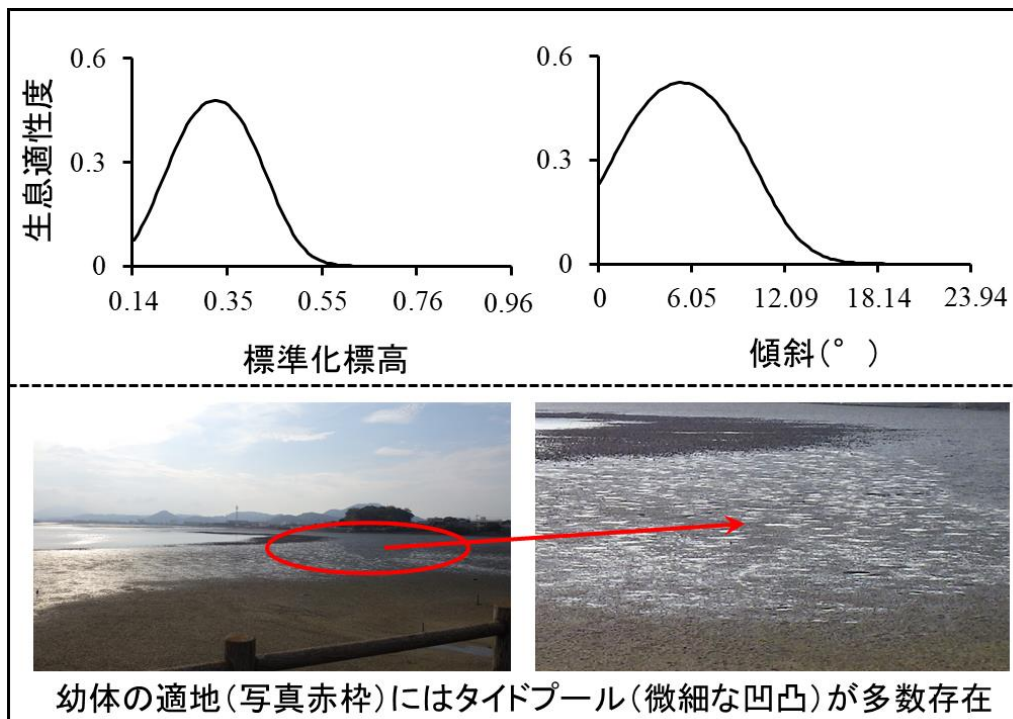 生息適性度
0.6
0.3
0
0.14 0.35 0.55 0.76 0.96
標準化標高
0.6
0.3
0
0 6.05 12.09 18.14 23.94
傾斜(°)
幼体の適地(写真赤枠)にはタイドプール(微細な凹凸)が多数存在